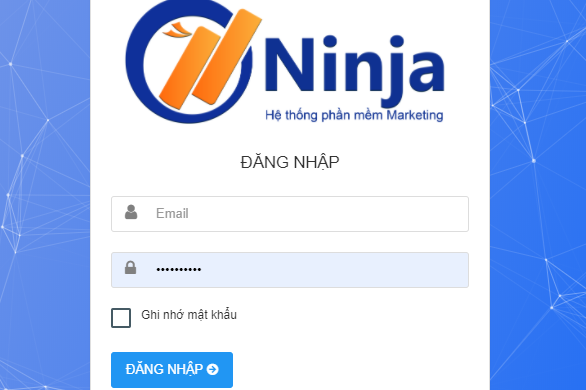 Ninja
Hệ thống phần mềm Marketing
ĐĂNG NHẬP
Email
••••••••••
Ghi nhớ mật khẩu
ĐĂNG NHẬP